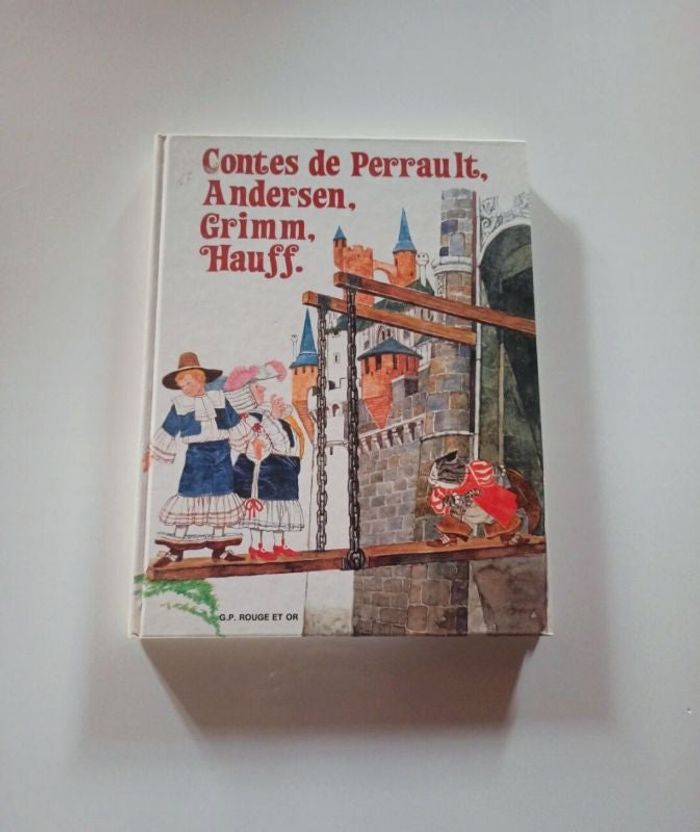 Contes de Perrault,
Andersen,
Grimm,
Hauff.
G.P. ROUGE ET OR